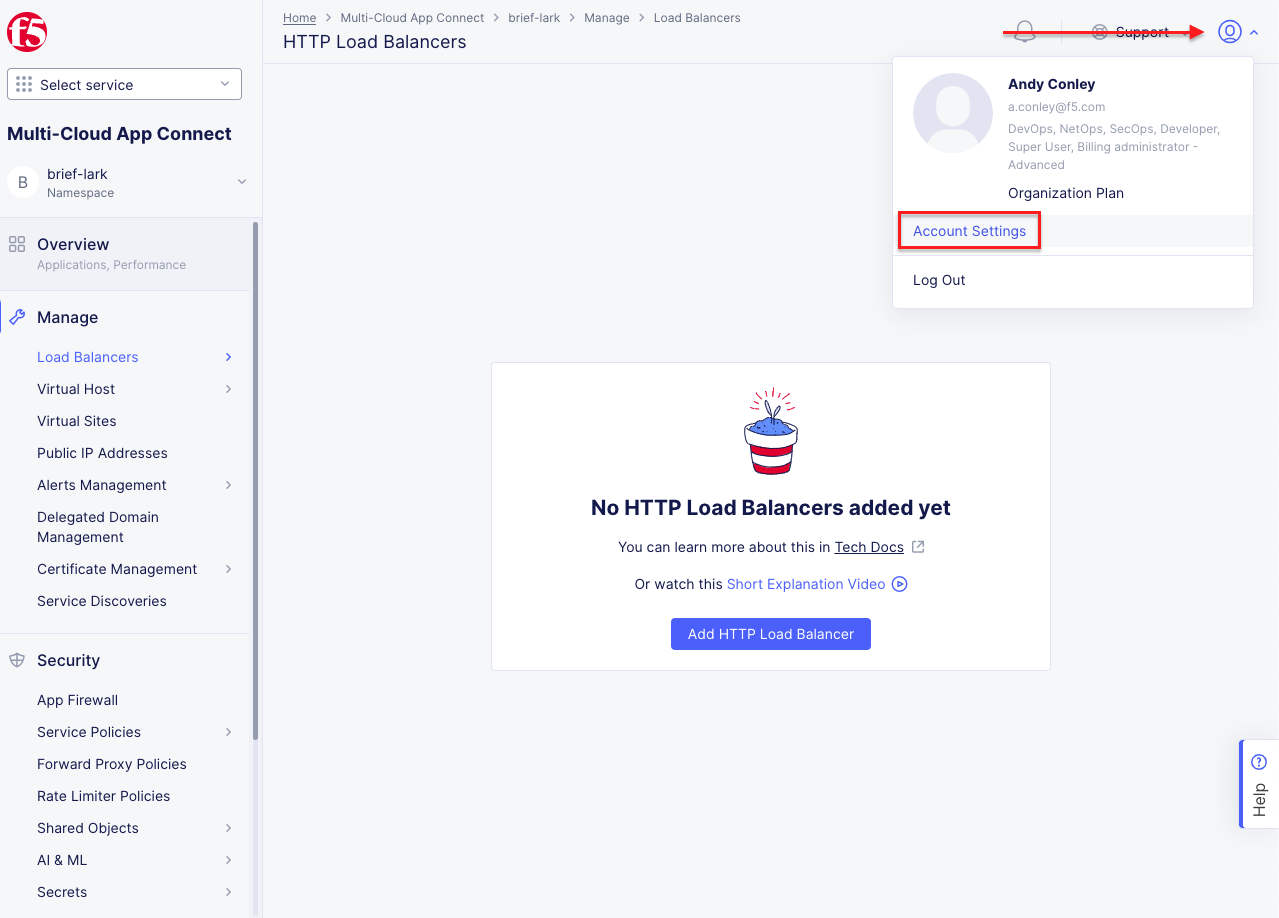 f5
Select service
Multi-Cloud App Connect
B
brief-lark
Namespace
Overview
Applications, Performance
Manage
Load Balancers
Virtual Host
Virtual Sites
Public IP Addresses
Alerts Management
Delegated Domain
Management
Certificate Management
Service Discoveries
Security
App Firewall
Service Policies
Forward Proxy Policies
Rate Limiter Policies
Shared Objects
AI & ML
Secrets
Home > Multi-Cloud App Connect > brief-lark > Manage > Load Balancers
HTTP Load Balancers
Support
Andy Conley
a.conley@f5.com
DevOps, NetOps, SecOps, Developer,
Super User, Billing administrator -
Advanced
Organization Plan
Account Settings
Log Out
No HTTP Load Balancers added yet
You can learn more about this in Tech Docs
Or watch this Short Explanation Video
Add HTTP Load Balancer
Help